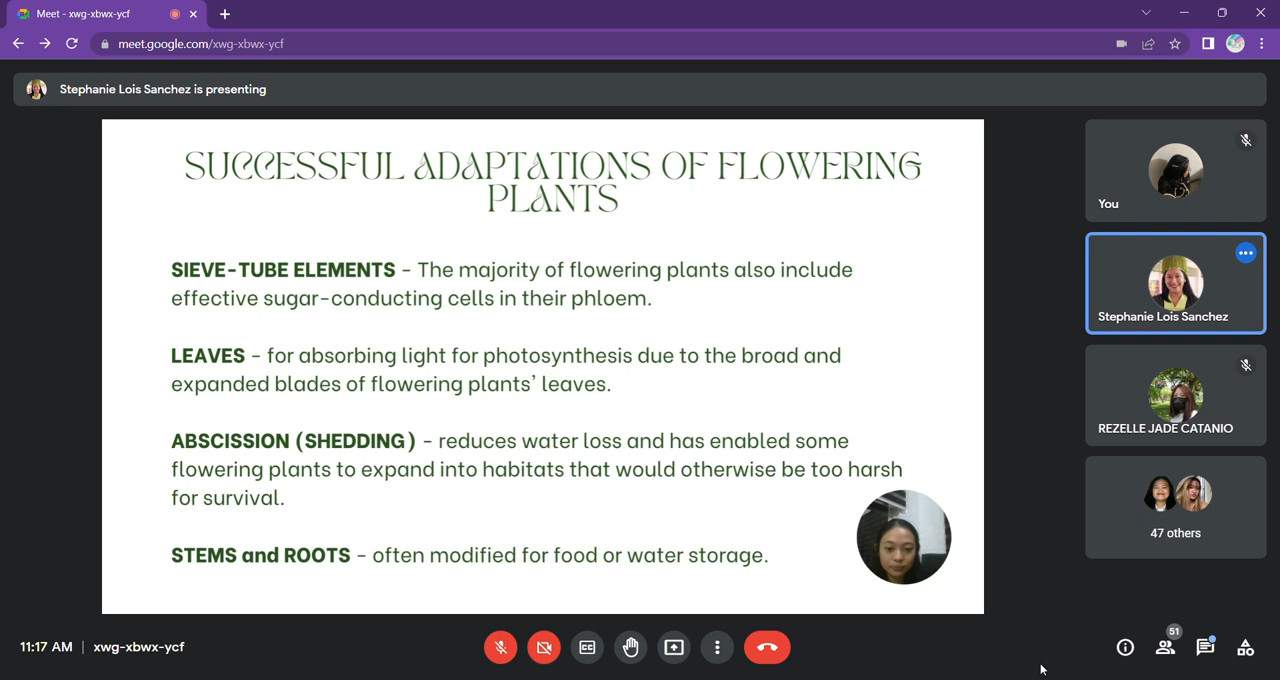 Meet - xwg-xbwx-ycf
meet.google.com/xwg-xbwx-ycf
Stephanie Lois Sanchez is presenting
SUCCESSFUL ADAPTATIONS OF FLOWERING
PLANTS
SIEVE-TUBE ELEMENTS - The majority of flowering plants also include
effective sugar-conducting cells in their phloem.
LEAVES - for absorbing light for photosynthesis due to the broad and
expanded blades of flowering plants' leaves.
ABSCISSION (SHEDDING) - reduces water loss and has enabled some
flowering plants to expand into habitats that would otherwise be too harsh
for survival.
STEMS and ROOTS - often modified for food or water storage.
You
Stephanie Lois Sanchez
REZELLE JADE CATANIO
47 others
11:17 AM | xwg-xbwx-ycf
51